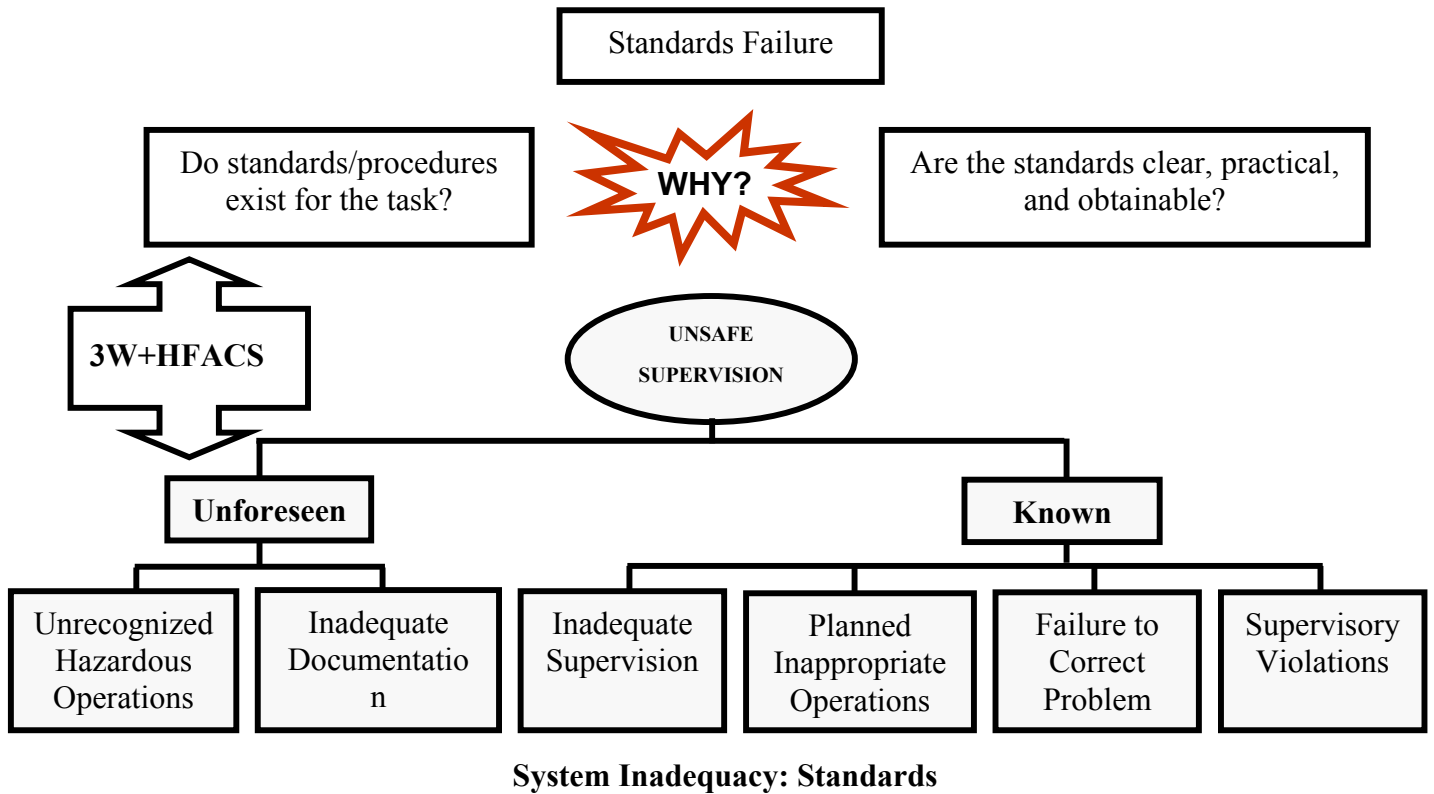 Standards Failure
Do standards/procedures
exist for the task?
WHY?
Are the standards clear, practical,
and obtainable?
3W+HFACS
UNSAFE
SUPERVISION
Unforeseen
Known
Unrecognized
Hazardous
Operations
Inadequate
Documentatio
n
Inadequate
Supervision
Planned
Inappropriate
Operations
Failure to
Correct
Problem
Supervisory
Violations
System Inadequacy: Standards